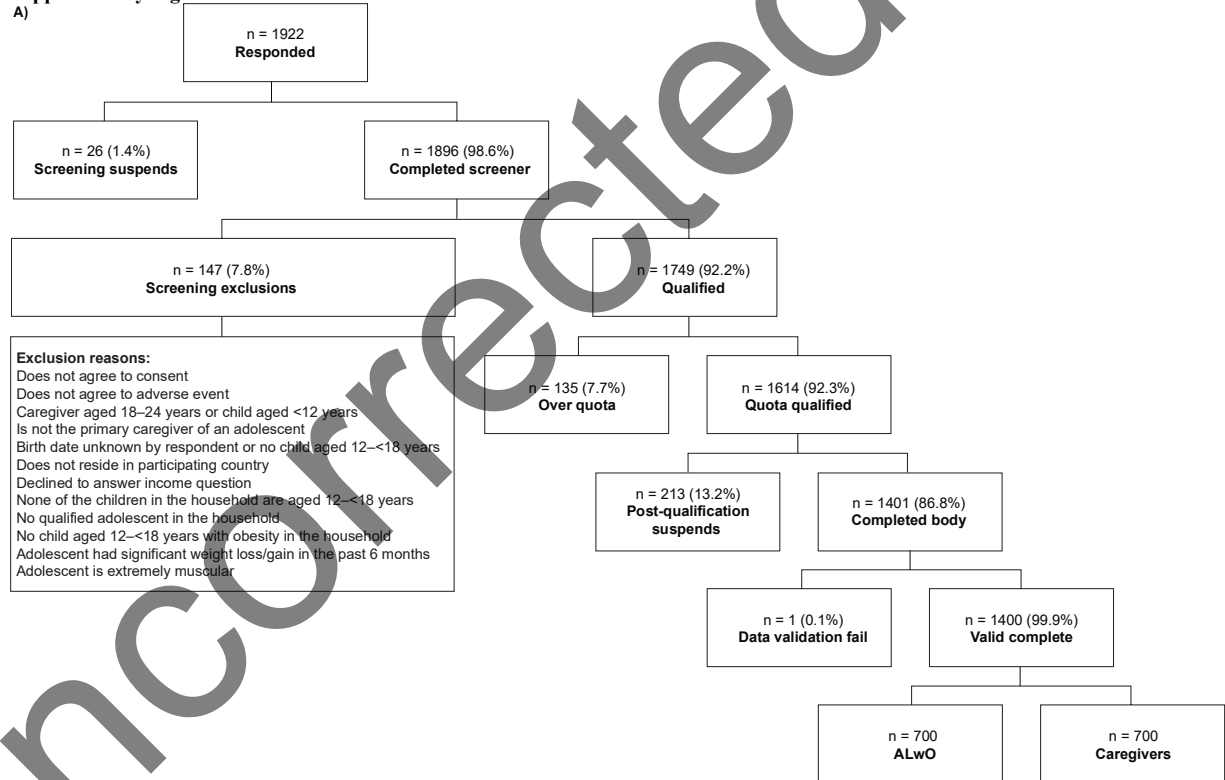 A)
n = 1922
Responded
n = 26 (1.4%)
Screening suspends
n = 1896 (98.6%)
Completed screener
n = 147 (7.8%)
Screening exclusions
n = 1749 (92.2%)
Qualified
Exclusion reasons:
Does not agree to consent
Does not agree to adverse event
Caregiver aged 18–24 years or child aged <12 years
Is not the primary caregiver of an adolescent
Birth date unknown by respondent or no child aged 12–<18 years
Does not reside in participating country
Declined to answer income question
None of the children in the household are aged 12–<18 years
No qualified adolescent in the household
No child aged 12–<18 years with obesity in the household
Adolescent had significant weight loss/gain in the past 6 months
Adolescent is extremely muscular
n = 135 (7.7%)
Over quota
n = 1614 (92.3%)
Quota qualified
n = 213 (13.2%)
Post-qualification
suspends
n = 1401 (86.8%)
Completed body
n = 1 (0.1%)
Data validation fail
n = 1400 (99.9%)
Valid complete
n = 700
ALwO
n = 700
Caregivers
ncorrected